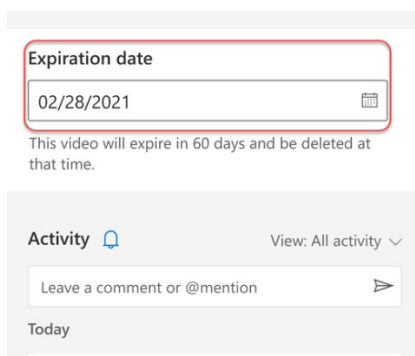 Expiration date
02/28/2021
This video will expire in 60 days and be deleted at
that time.
Activity View: All activity
Leave a comment or @mention
Today